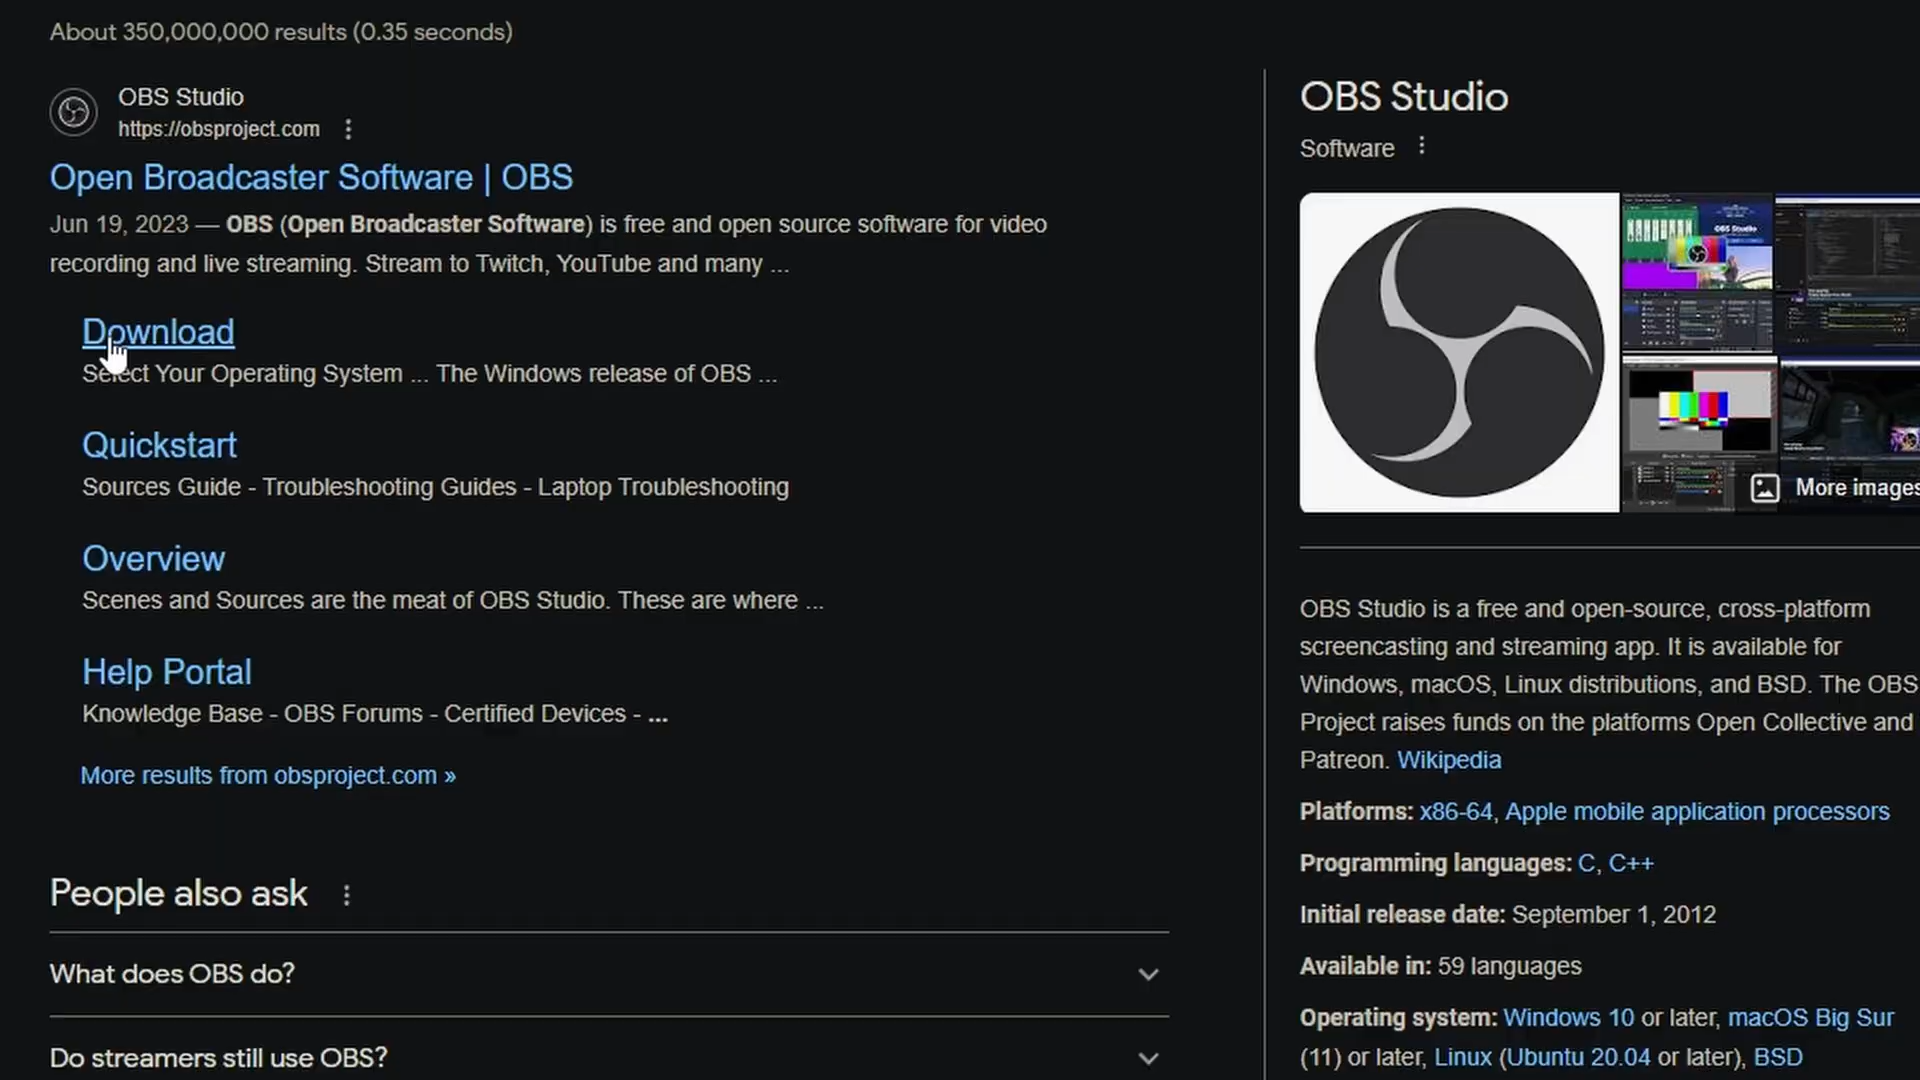 About 350,000,000 results (0.35 seconds)
OBS Studio
https://obsproject.com
Open Broadcaster Software | OBS
Jun 19, 2023 — OBS (Open Broadcaster Software) is free and open source software for video
recording and live streaming. Stream to Twitch, YouTube and many ...
Download
Select Your Operating System ... The Windows release of OBS ...
Quickstart
Sources Guide - Troubleshooting Guides - Laptop Troubleshooting
Overview
Scenes and Sources are the meat of OBS Studio. These are where ...
Help Portal
Knowledge Base - OBS Forums - Certified Devices - ...
More results from obsproject.com »
People also ask
What does OBS do?
Do streamers still use OBS?
OBS Studio
Software
OBS Studio
More images
OBS Studio is a free and open-source, cross-platform
screencasting and streaming app. It is available for
Windows, macOS, Linux distributions, and BSD. The OBS
Project raises funds on the platforms Open Collective and
Patreon. Wikipedia
Platforms: x86-64, Apple mobile application processors
Programming languages: C, C++
Initial release date: September 1, 2012
Available in: 59 languages
Operating system: Windows 10 or later, macOS Big Sur
(11) or later, Linux (Ubuntu 20.04 or later), BSD